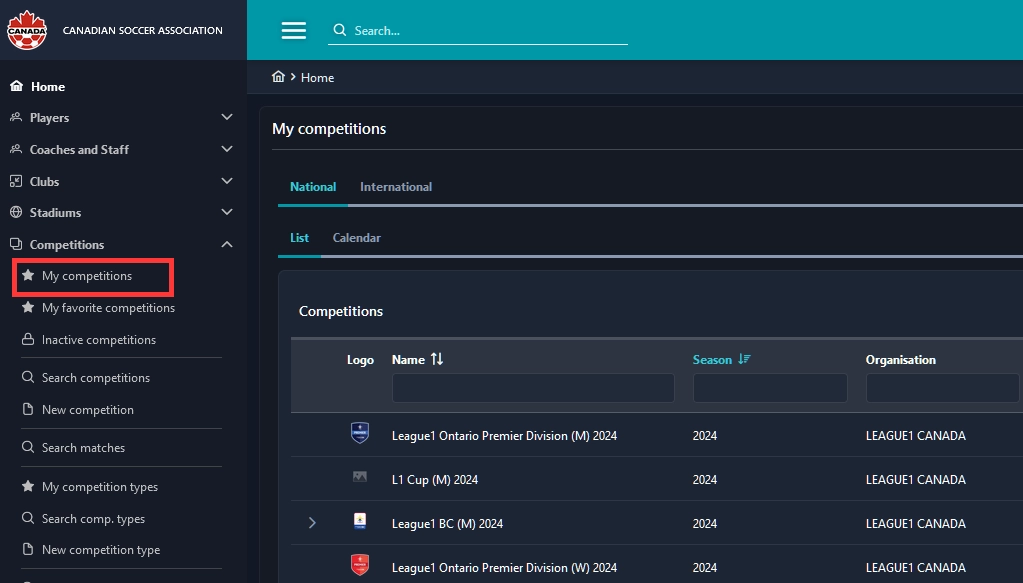 CANADA
CANADIAN SOCCER ASSOCIATION
Search...
Home
Home
Players
Coaches and Staff
Clubs
Stadiums
Competitions
My competitions
My favorite competitions
Inactive competitions
Search competitions
New competition
Search matches
My competition types
Search comp. types
New competition type
My competitions
National International
List Calendar
Competitions
Logo Name Season Organisation
League1 Ontario Premier Division (M) 2024 2024 LEAGUE1 CANADA
L1 Cup (M) 2024 2024 LEAGUE1 CANADA
League1 BC (M) 2024 2024 LEAGUE1 CANADA
League1 Ontario Premier Division (W) 2024 2024 LEAGUE1 CANADA